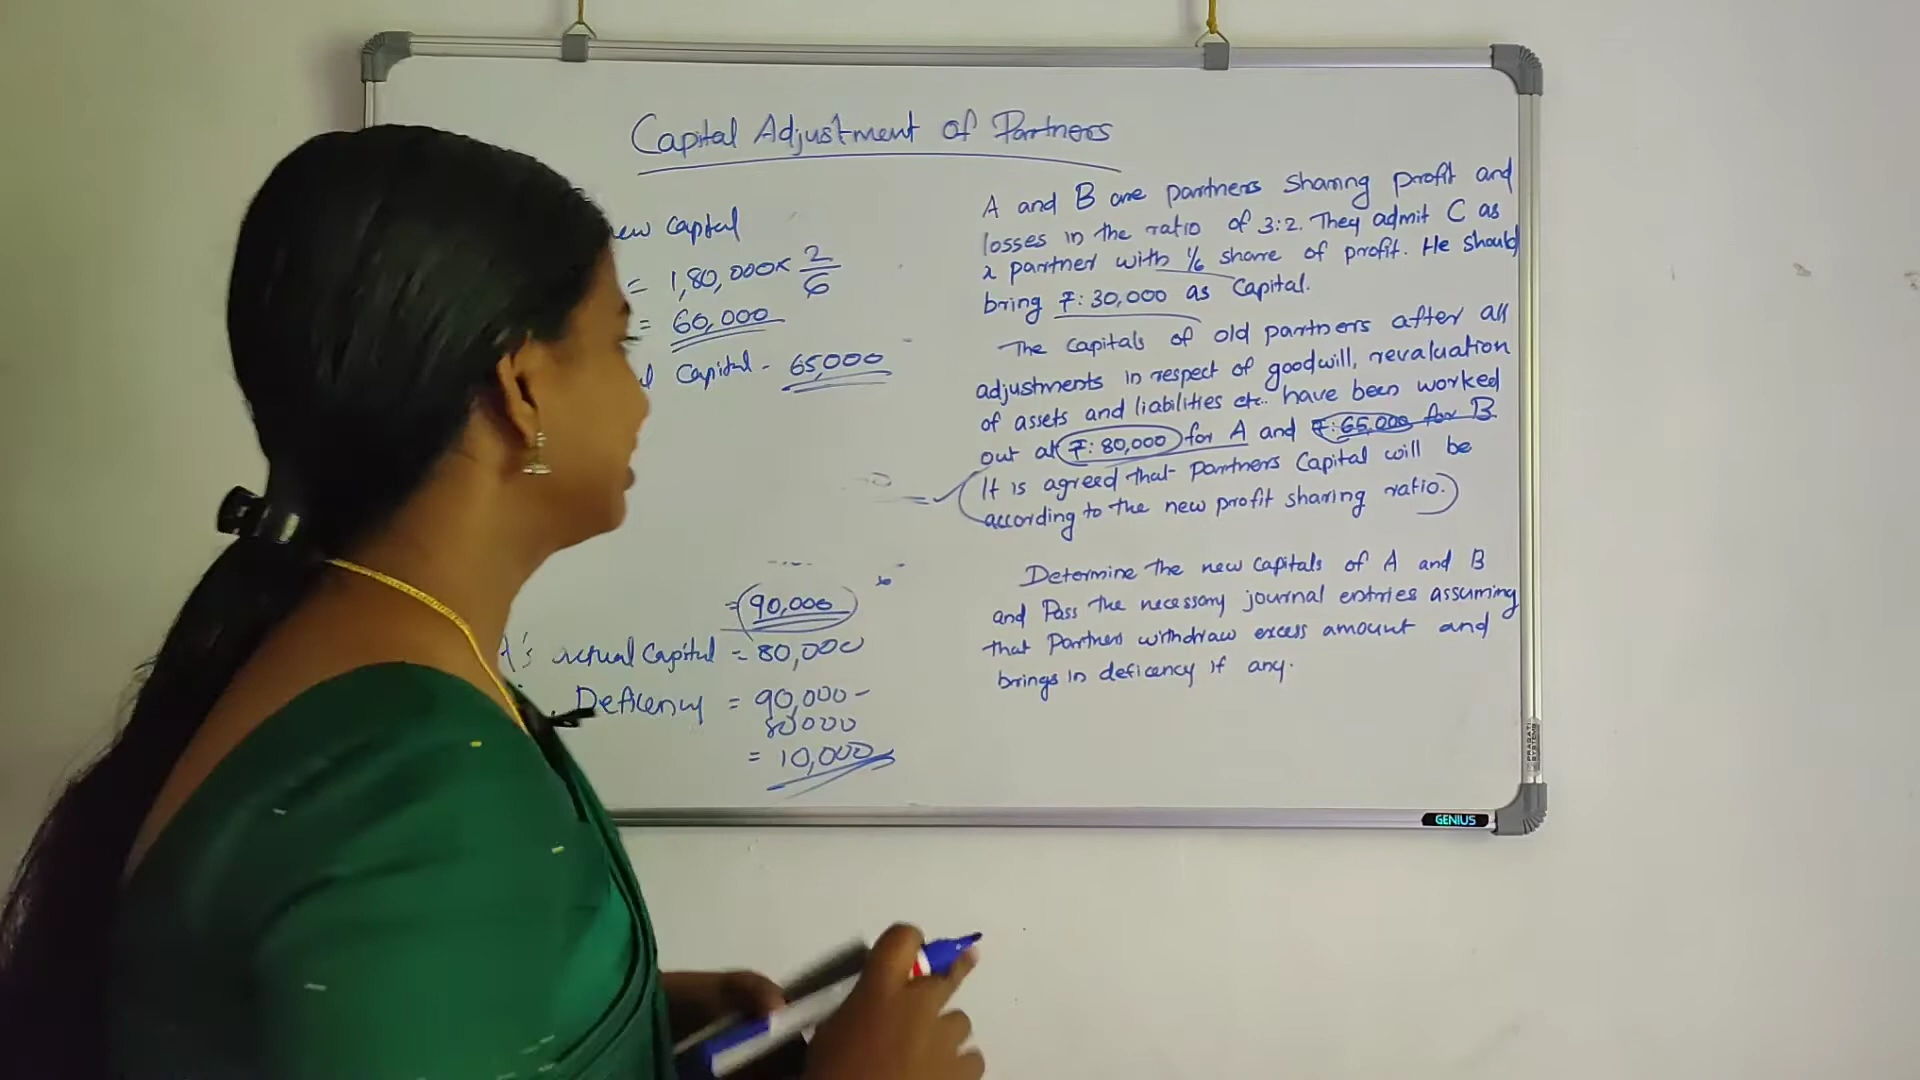 Capital Adjustment of Partners
new capital
= 1,80,000 × 2/6
= 60,000
Capital - 65,000
= 90,000
A's actual Capital = 80,000
Deficency = 90,000 -
80000
= 10,000
A and B are partners sharing profit and
losses in the ratio of 3:2. They admit C as
a partner with 1/6 share of profit. He should
bring ₹: 30,000 as Capital.
The capitals of old partners after all
adjustments in respect of goodwill, revaluation
of assets and liabilities etc.. have been worked
out at ₹: 80,000 for A and ₹: 65,000 for B
It is agreed that partners Capital will be
according to the new profit sharing ratio.
Determine the new capitals of A and B
and Pass the necessary journal entries assuming
that Partners withdraw excess amount and
brings in deficency if any.
PRAGATI SYSTEMS
GENIUS